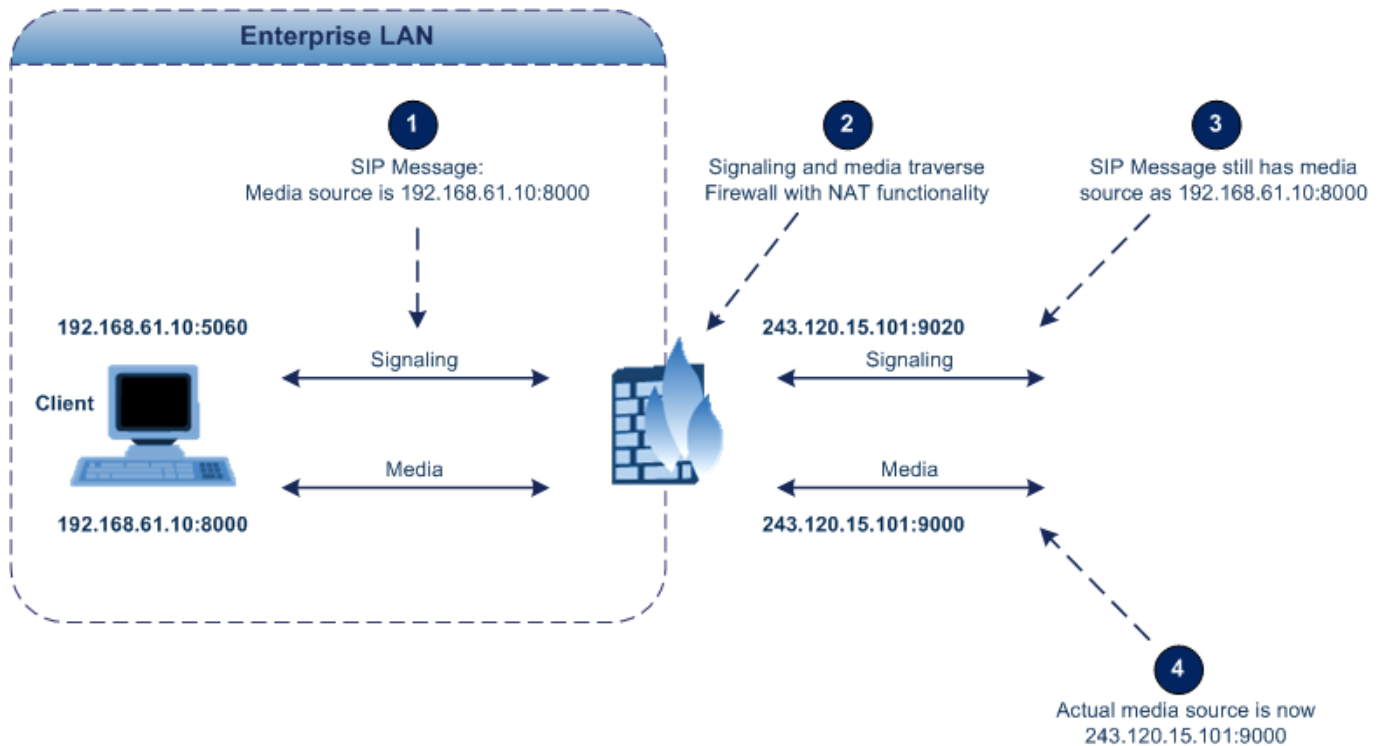 Enterprise LAN
1
SIP Message:
Media source is 192.168.61.10:8000
2
Signaling and media traverse
Firewall with NAT functionality
3
SIP Message still has media
source as 192.168.61.10:8000
192.168.61.10:5060
Signaling
243.120.15.101:9020
Signaling
Client
Media
Media
192.168.61.10:8000
243.120.15.101:9000
4
Actual media source is now
243.120.15.101:9000